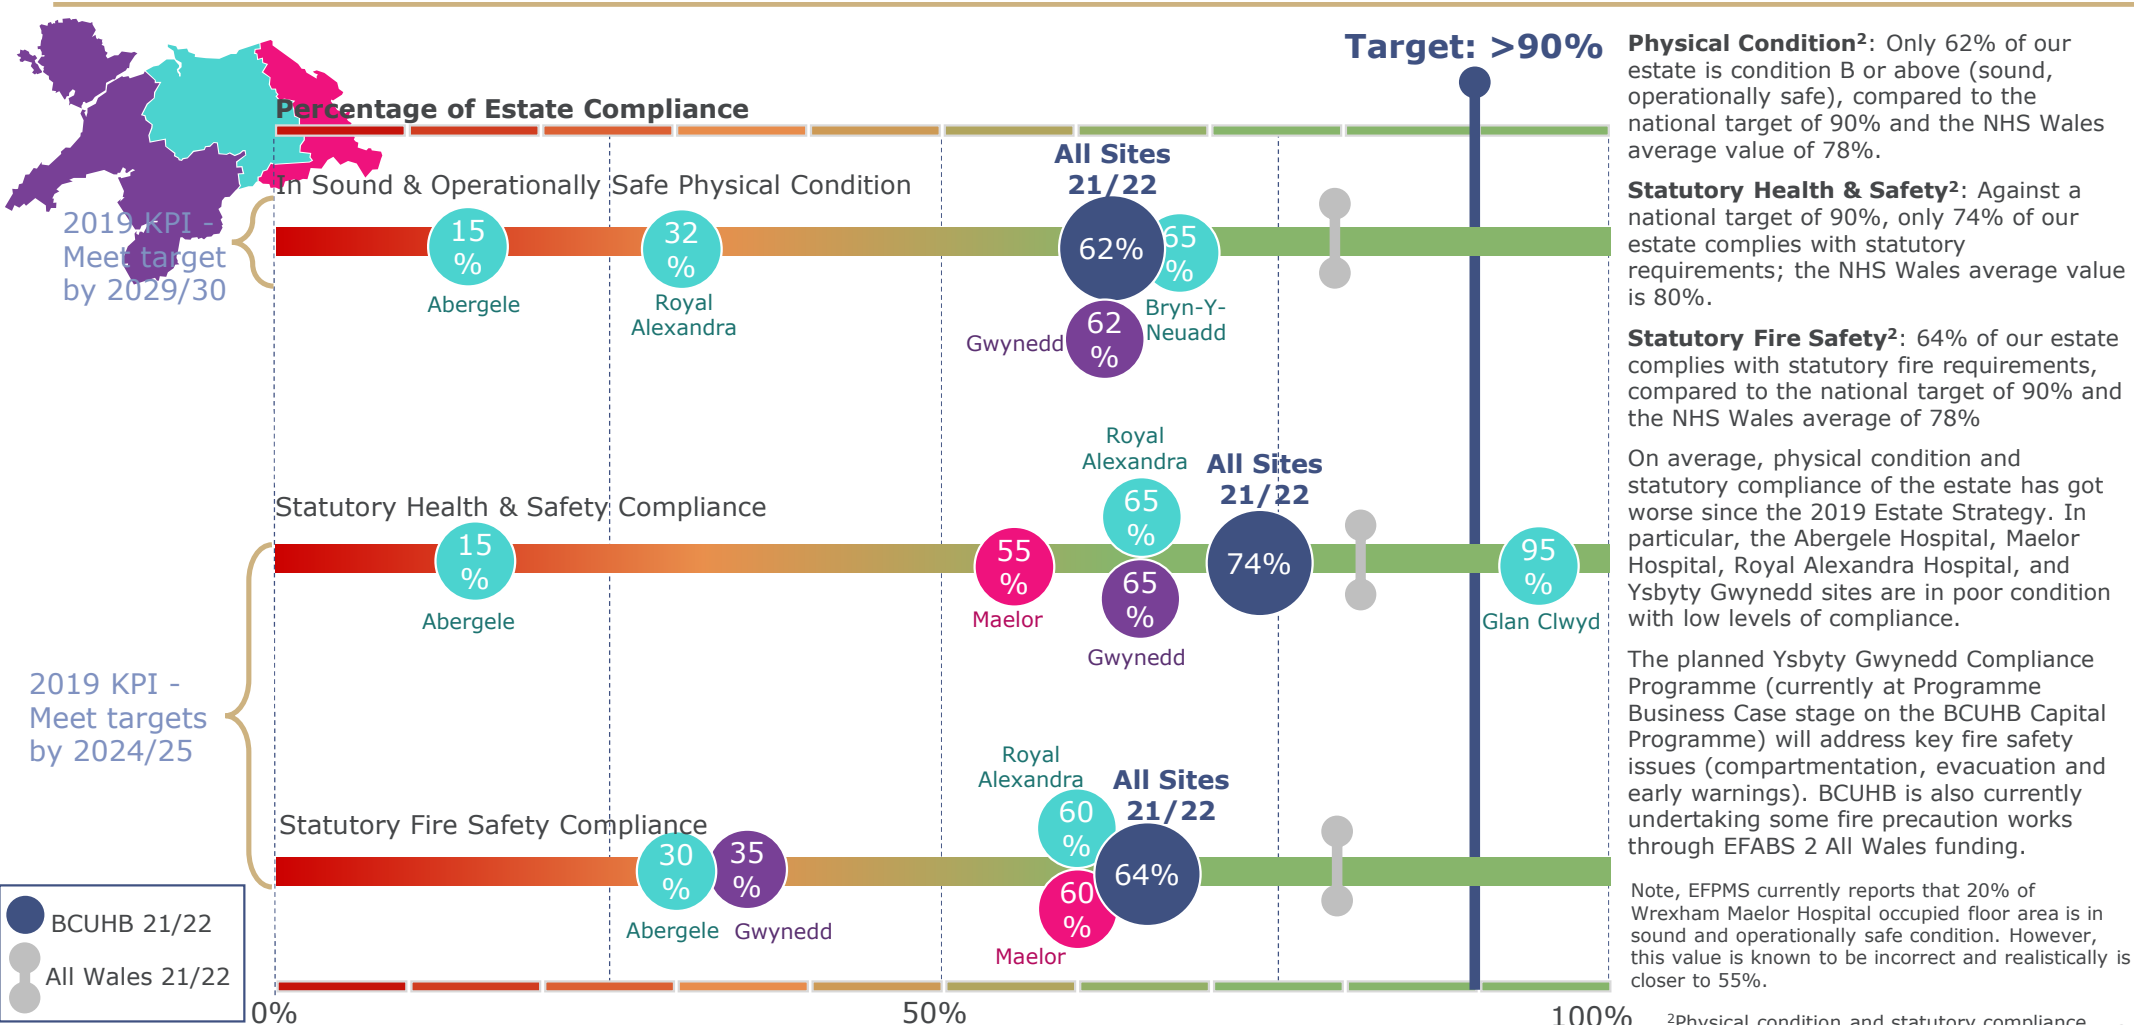 Target: >90%
Percentage of Estate Compliance
All Sites
21/22
In Sound & Operationally Safe Physical Condition
2019 KPI -
Meet target
by 2029/30
15
%
Abergele
32
%
Royal
Alexandra
62%
65
%
Bryn-Y-
Neuadd
Gwynedd
62
%
Royal
Alexandra
All Sites
21/22
Statutory Health & Safety Compliance
15
%
Abergele
55
%
Maelor
65
%
65
%
Gwynedd
74%
95
%
Glan Clwyd
2019 KPI -
Meet targets
by 2024/25
Royal
Alexandra
All Sites
21/22
Statutory Fire Safety Compliance
30
%
Abergele
35
%
Gwynedd
60
%
60
%
Maelor
64%
BCUHB 21/22
All Wales 21/22
0%
50%
100%
Physical Condition²: Only 62% of our
estate is condition B or above (sound,
operationally safe), compared to the
national target of 90% and the NHS Wales
average value of 78%.
Statutory Health & Safety²: Against a
national target of 90%, only 74% of our
estate complies with statutory
requirements; the NHS Wales average value
is 80%.
Statutory Fire Safety²: 64% of our estate
complies with statutory fire requirements,
compared to the national target of 90% and
the NHS Wales average of 78%
On average, physical condition and
statutory compliance of the estate has got
worse since the 2019 Estate Strategy. In
particular, the Abergele Hospital, Maelor
Hospital, Royal Alexandra Hospital, and
Ysbyty Gwynedd sites are in poor condition
with low levels of compliance.
The planned Ysbyty Gwynedd Compliance
Programme (currently at Programme
Business Case stage on the BCUHB Capital
Programme) will address key fire safety
issues (compartmentation, evacuation and
early warnings). BCUHB is also currently
undertaking some fire precaution works
through EFABS 2 All Wales funding.
Note, EFPMS currently reports that 20% of
Wrexham Maelor Hospital occupied floor area is in
sound and operationally safe condition. However,
this value is known to be incorrect and realistically is
closer to 55%.
²Physical condition and statutory compliance